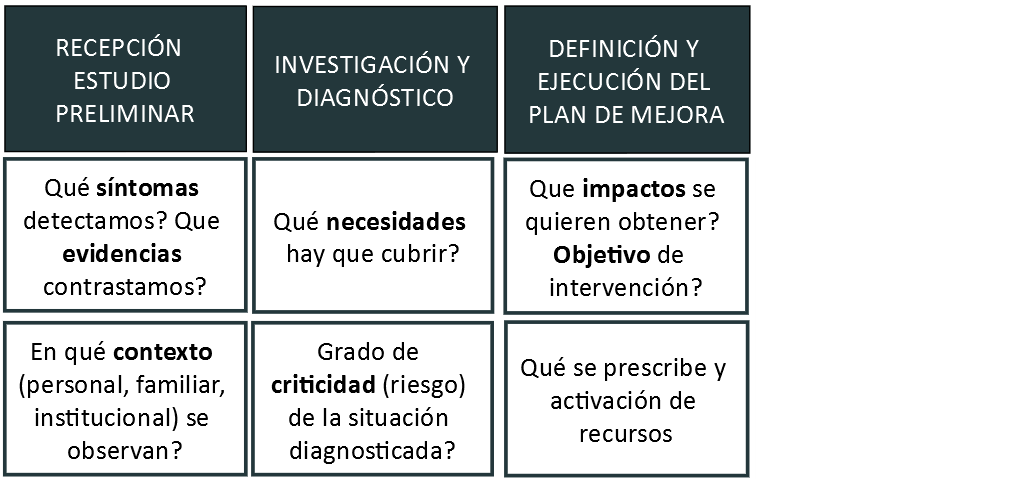 RECEPCIÓN
ESTUDIO
PRELIMINAR
INVESTIGACIÓN Y
DIAGNÓSTICO
DEFINICIÓN Y
EJECUCIÓN DEL
PLAN DE MEJORA
Qué síntomas
detectamos? Que
evidencias
contrastamos?
Qué necesidades
hay que cubrir?
Que impactos se
quieren obtener?
Objetivo de
intervención?
En qué contexto
(personal, familiar,
institucional) se
observan?
Grado de
criticidad (riesgo)
de la situación
diagnosticada?
Qué se prescribe y
activación de
recursos